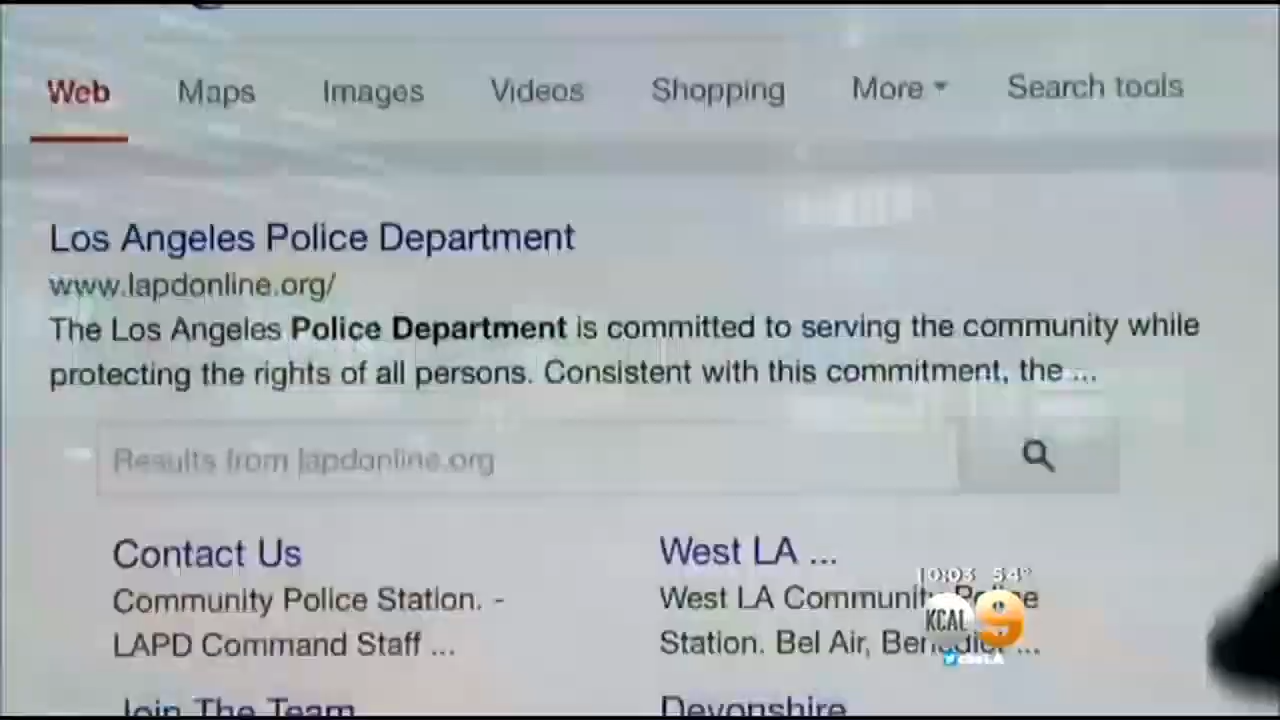 Web Maps Images Videos Shopping More Search tools
Los Angeles Police Department
www.lapdonline.org/
The Los Angeles Police Department is committed to serving the community while
protecting the rights of all persons. Consistent with this commitment, the ...
Results from lapdonline.org
Contact Us
Community Police Station. -
LAPD Command Staff ...
West LA ...
West LA Community Police
Station. Bel Air, Benedict ...
10:03 54°
KCAL 9
cbsLA
Join The Team
Devonshire